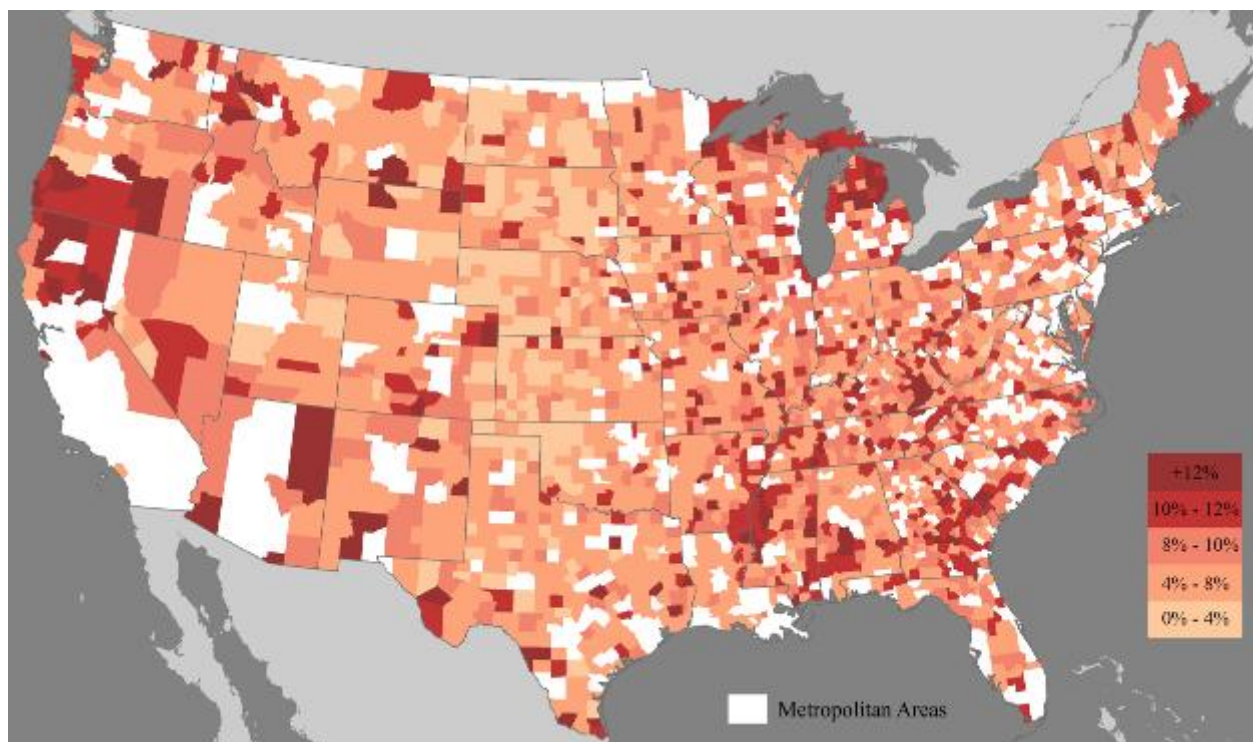 +12%
10% - 12%
8% - 10%
4% - 8%
0% - 4%
Metropolitan Areas